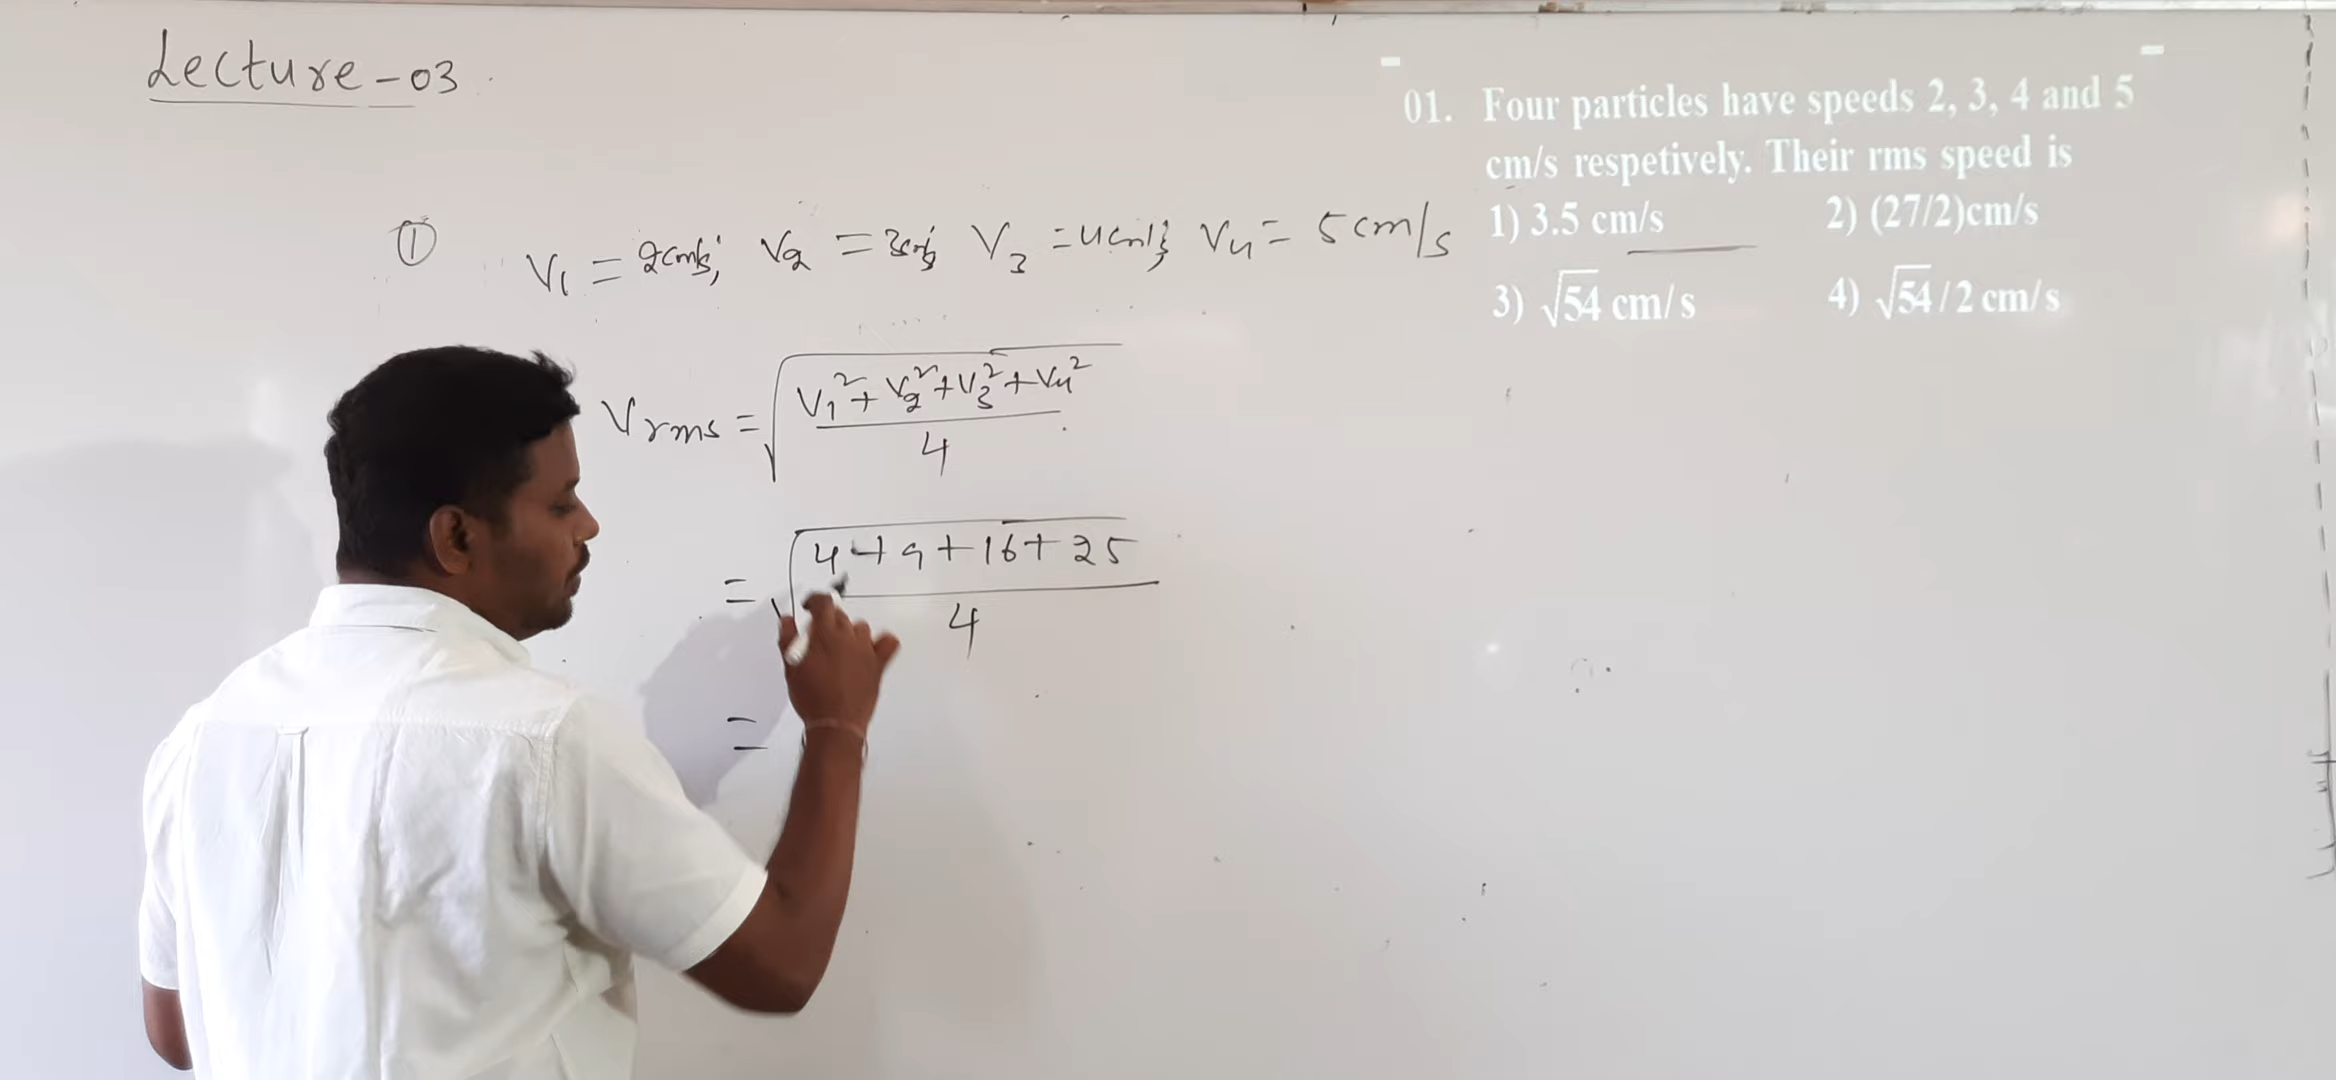 Lecture-03
01. Four particles have speeds 2, 3, 4 and 5
cm/s respetively. Their rms speed is
1) 3.5 cm/s 2) (27/2)cm/s
3) √54 cm/s 4) √54/2 cm/s
① V₁ = 2cm/s; V₂ = 3cm/s; V₃ = 4cm/s; V₄ = 5cm/s
Vrms = √((V₁² + V₂² + V₃² + V₄²)/4)
= √((4+9+16+25)/4)
=